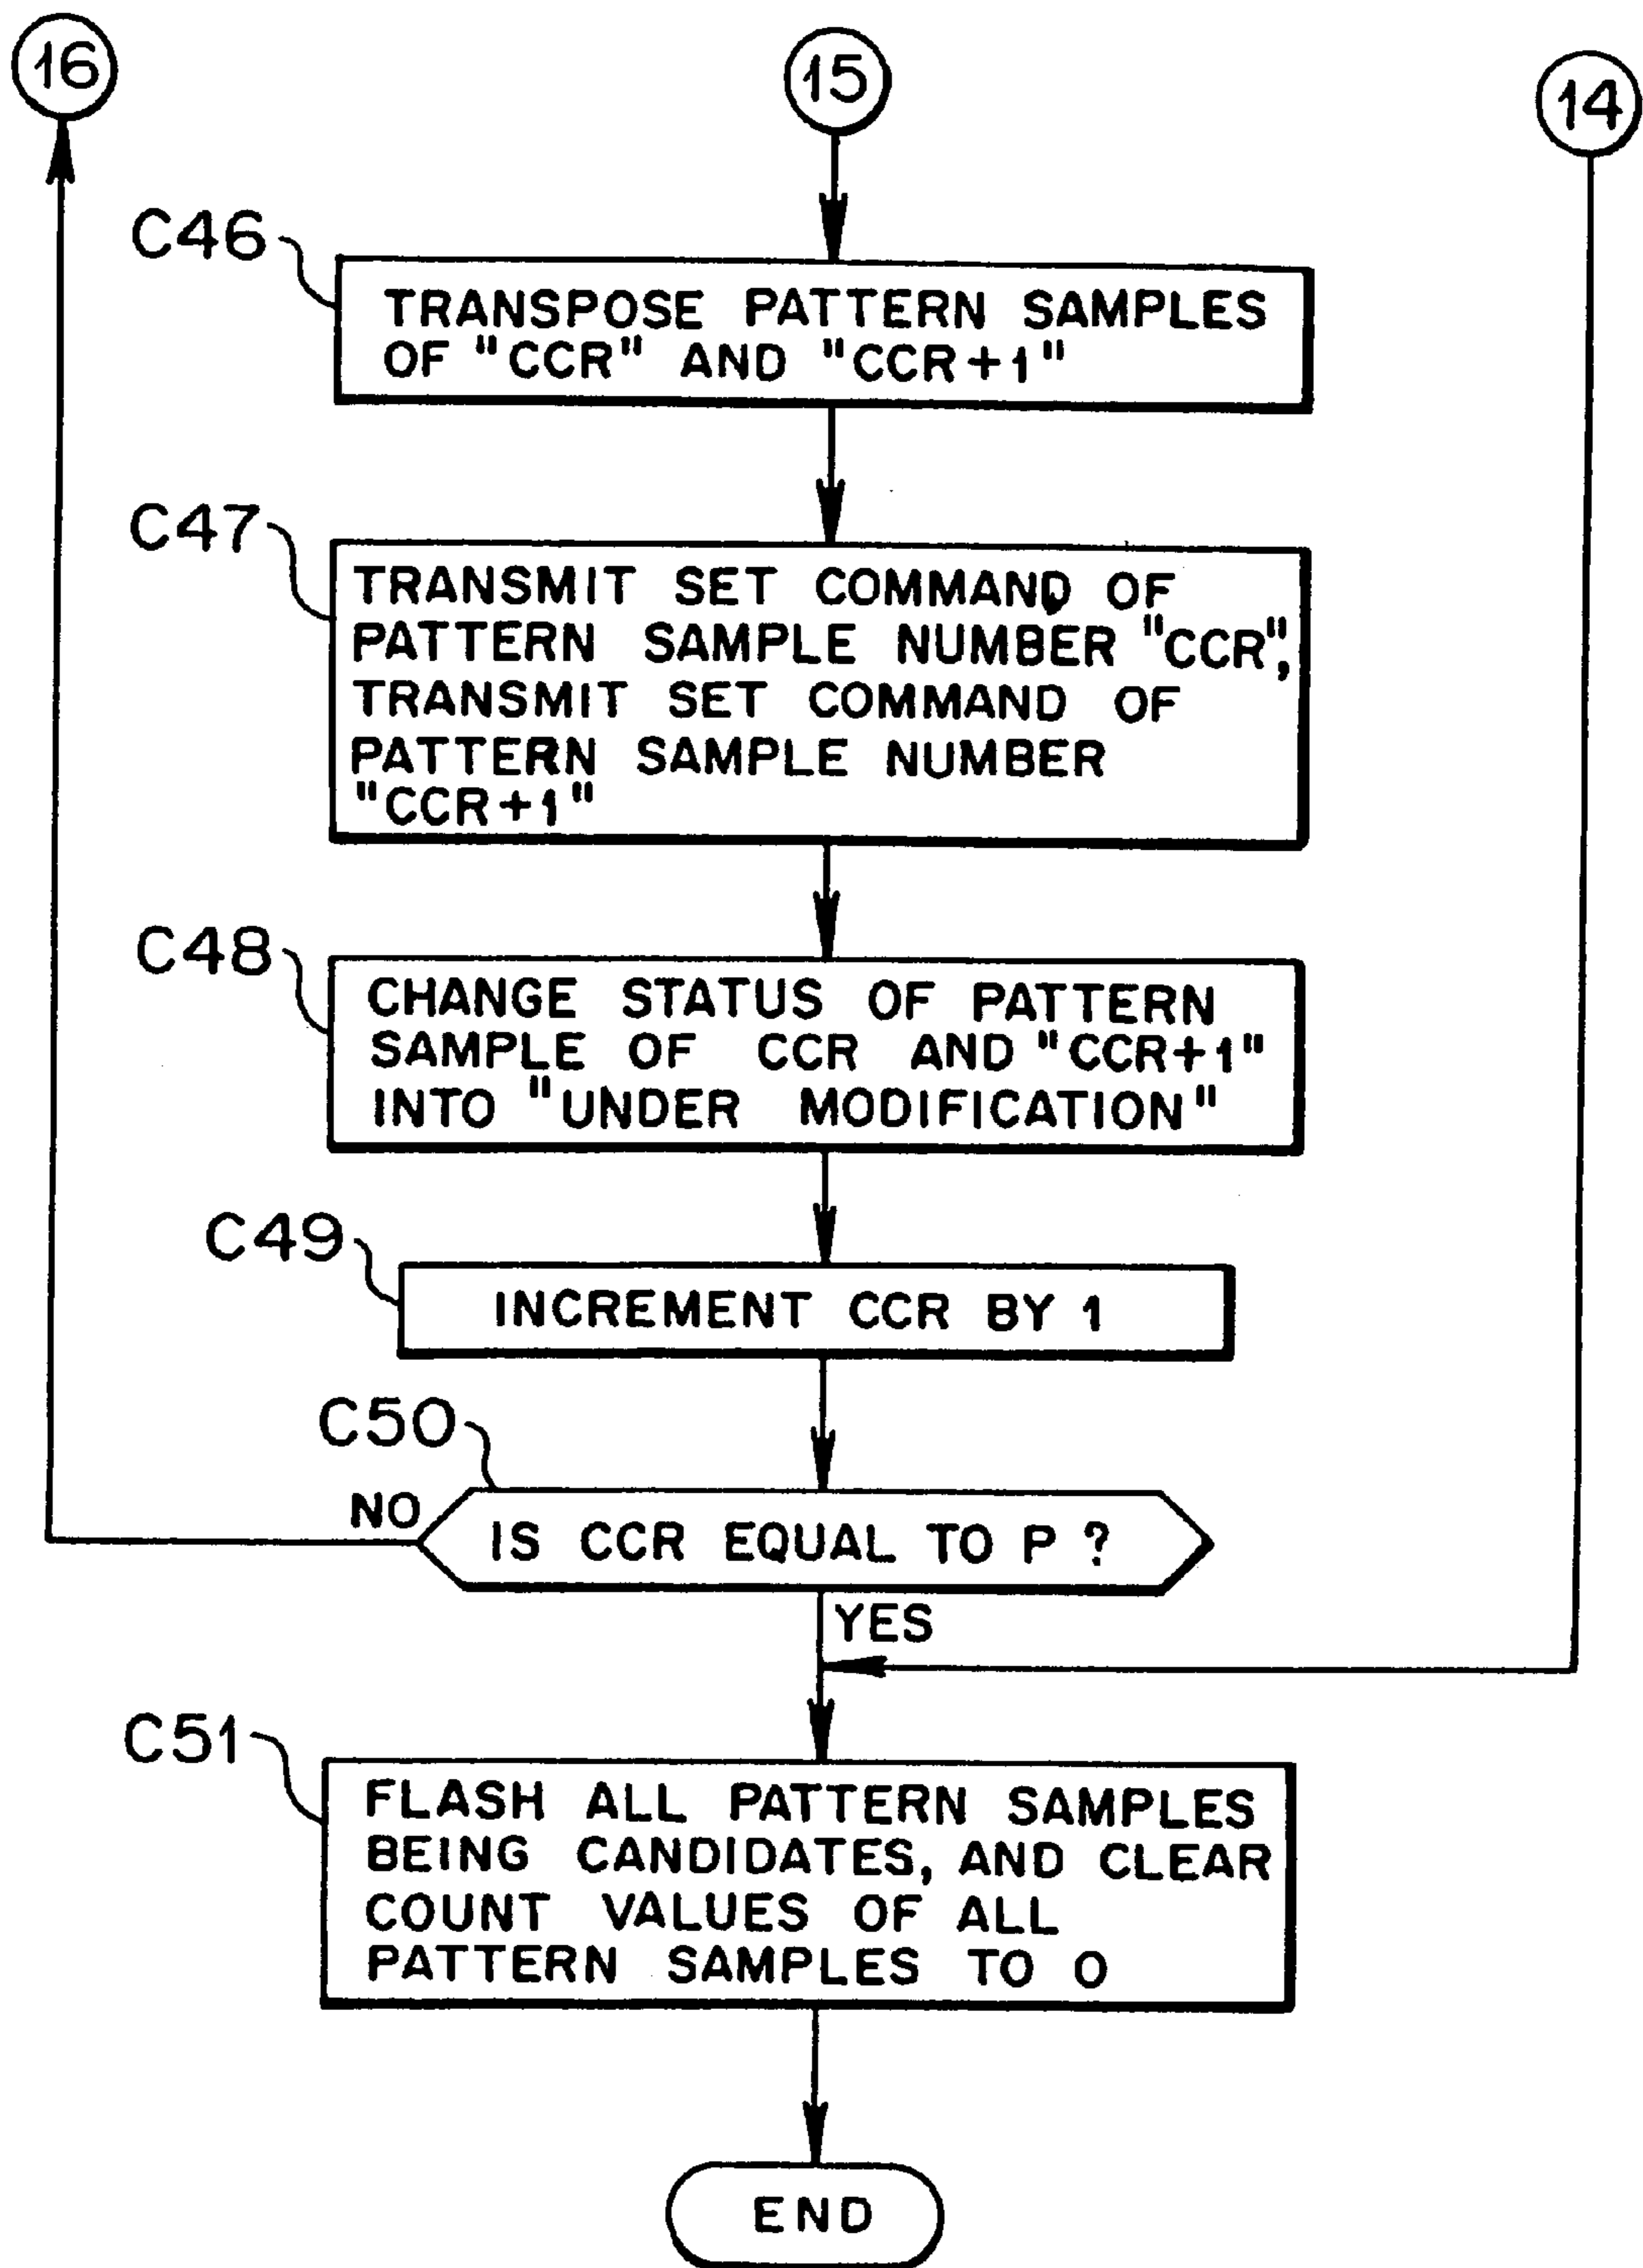 16
15
14
C46
TRANSPOSE PATTERN SAMPLES
OF "CCR" AND "CCR+1"
C47
TRANSMIT SET COMMAND OF
PATTERN SAMPLE NUMBER "CCR",
TRANSMIT SET COMMAND OF
PATTERN SAMPLE NUMBER
"CCR+1"
C48
CHANGE STATUS OF PATTERN
SAMPLE OF CCR AND "CCR+1"
INTO "UNDER MODIFICATION"
C49
INCREMENT CCR BY 1
C50
NO
IS CCR EQUAL TO P ?
YES
C51
FLASH ALL PATTERN SAMPLES
BEING CANDIDATES, AND CLEAR
COUNT VALUES OF ALL
PATTERN SAMPLES TO 0
END